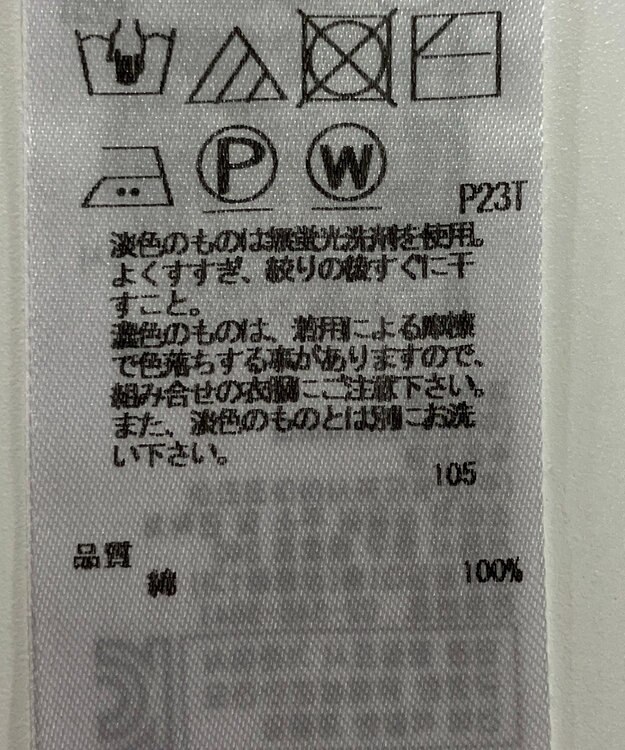 P W
P23T
淡色のものは無蛍光洗剤を使用。
よくすすぎ、絞りの後すぐに干
すこと。
濃色のものは、着用による摩擦
で色落ちする事がありますので、
組み合せの衣服にご注意下さい。
また、淡色のものとは別にお洗
い下さい。
105
品質
綿 100%